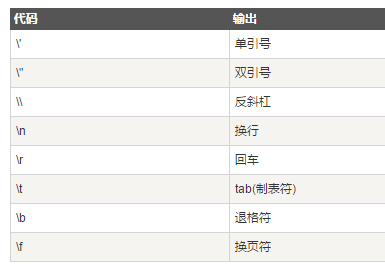 代码 输出
\' 单引号
\" 双引号
\\ 反斜杠
\n 换行
\r 回车
\t tab(制表符)
\b 退格符
\f 换页符